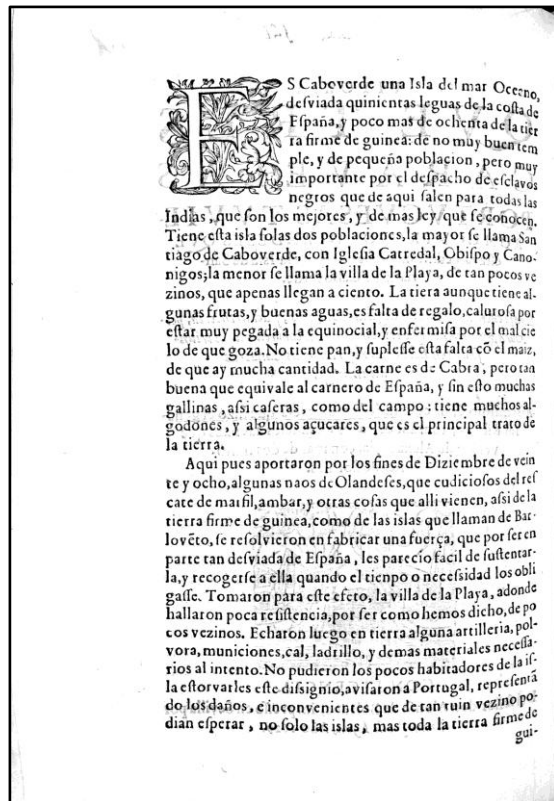 ES Caboverde una Isla del mar Oceeno,
desviada quinientas leguas de la costa de
España, y poco mas de ochenta de la tier
ra firme de guinea: de no muy buen tem
ple, y de pequeña poblacion, pero muy
importante por el despacho de esclavos
negros que de aqui salen para todas las
Indias, que son los mejores, y de mas ley que se conocen.
Tiene esta isla solas dos poblaciones, la mayor se llama San
tiago de Caboverde, con Iglesia Catredal, Obispo y Cano-
nigos; la menor se llama la villa de la Playa, de tan pocos ve
zinos, que apenas llegan a ciento. La tiera aunque tiene al-
gunas frutas, y buenas aguas, es falta de regalo, calurosa por
estar muy pegada a la equinocial, y enfermisa por el mal cie
lo de que goza. No tiene pan, y suplesse esta falta cõ el maiz,
de que ay mucha cantidad. La carne es de Cabra, pero tan
buena que equivale al carnero de España, y sin esto muchas
gallinas, assi caseras, como del campo: tiene muchos al-
godones, y algunos açucares, que es el principal trato de
la tierra.
Aqui pues aportaron por los fines de Diziembre de vein
te y ocho, algunas naos de Olandeses, que cudiciosos del ref
cate de marfil, ambar, y otras cosas que alli vienen, assi de la
tierra firme de guinea, como de las islas que llaman de Bar-
lovẽto, se resolvieron en fabricar una fuerça, que por ser en
parte tan desviada de España, les parecio facil de sustentar-
la, y recogerse a ella quando el tienpo o necessidad los obli
gasse. Tomaron para este efeto, la villa de la Playa, adonde
hallaron poca resistencia, por ser como hemos dicho, de po
cos vezinos. Echaron luego en tierra alguna artilleria, pol-
vora, municiones, cal, ladrillo, y demas materiales necessa-
rios al intento. No pudieron los pocos habitadores de la is-
la estorvarles este dissignio, avisaron a Portugal, representã
do los daños, e inconvenientes que de tan ruin vezino po-
dian esperar, no solo las islas, mas toda la tierra firme de
gui-